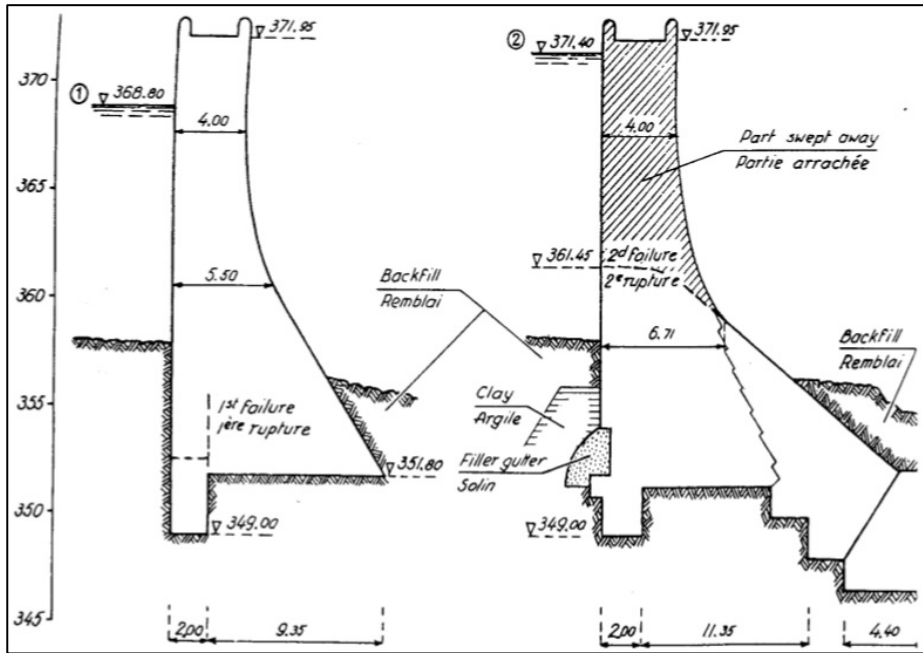 371.95
② 371.40
371.95
370
① 368.80
4.00
4.00
Part swept away
Partie arrachée
365
361.45
2d failure
2e rupture
5.50
Backfill
Remblai
360
6.71
Backfill
Remblai
355
1st failure
1ère rupture
Clay
Argile
Filler gutter
Solin
351.80
350
349.00
349.00
345
2,00
9.35
2.00
11.35
4.40